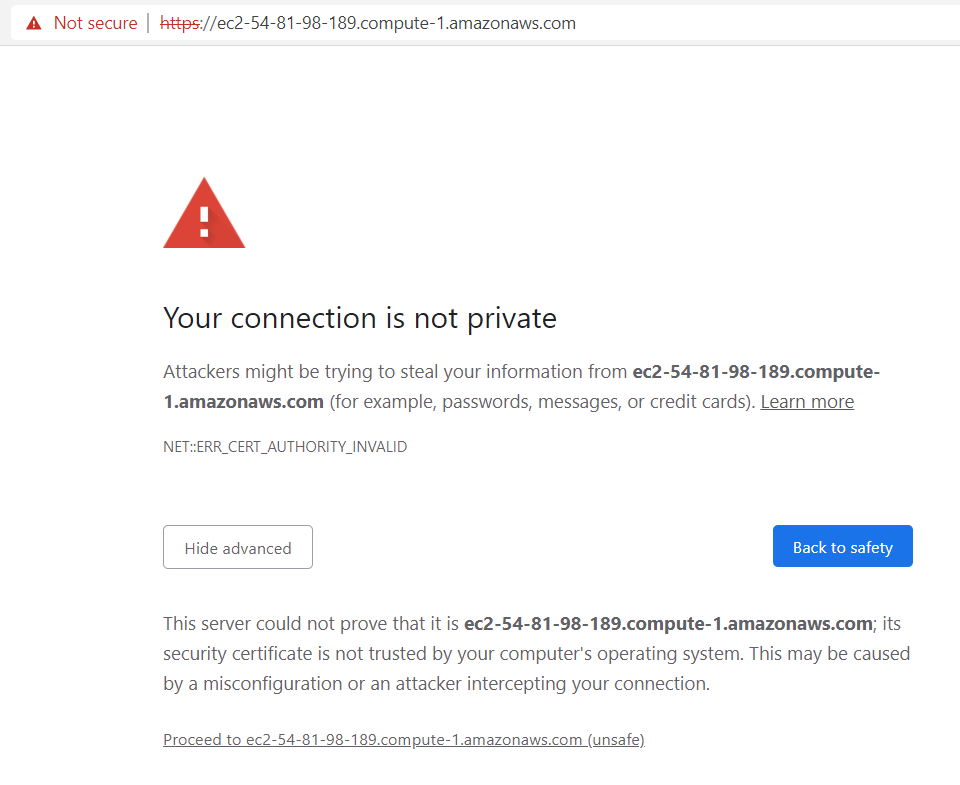 Not secure | https://ec2-54-81-98-189.compute-1.amazonaws.com
Your connection is not private
Attackers might be trying to steal your information from ec2-54-81-98-189.compute-
1.amazonaws.com (for example, passwords, messages, or credit cards). Learn more
NET::ERR_CERT_AUTHORITY_INVALID
Hide advanced
Back to safety
This server could not prove that it is ec2-54-81-98-189.compute-1.amazonaws.com; its
security certificate is not trusted by your computer's operating system. This may be caused
by a misconfiguration or an attacker intercepting your connection.
Proceed to ec2-54-81-98-189.compute-1.amazonaws.com (unsafe)